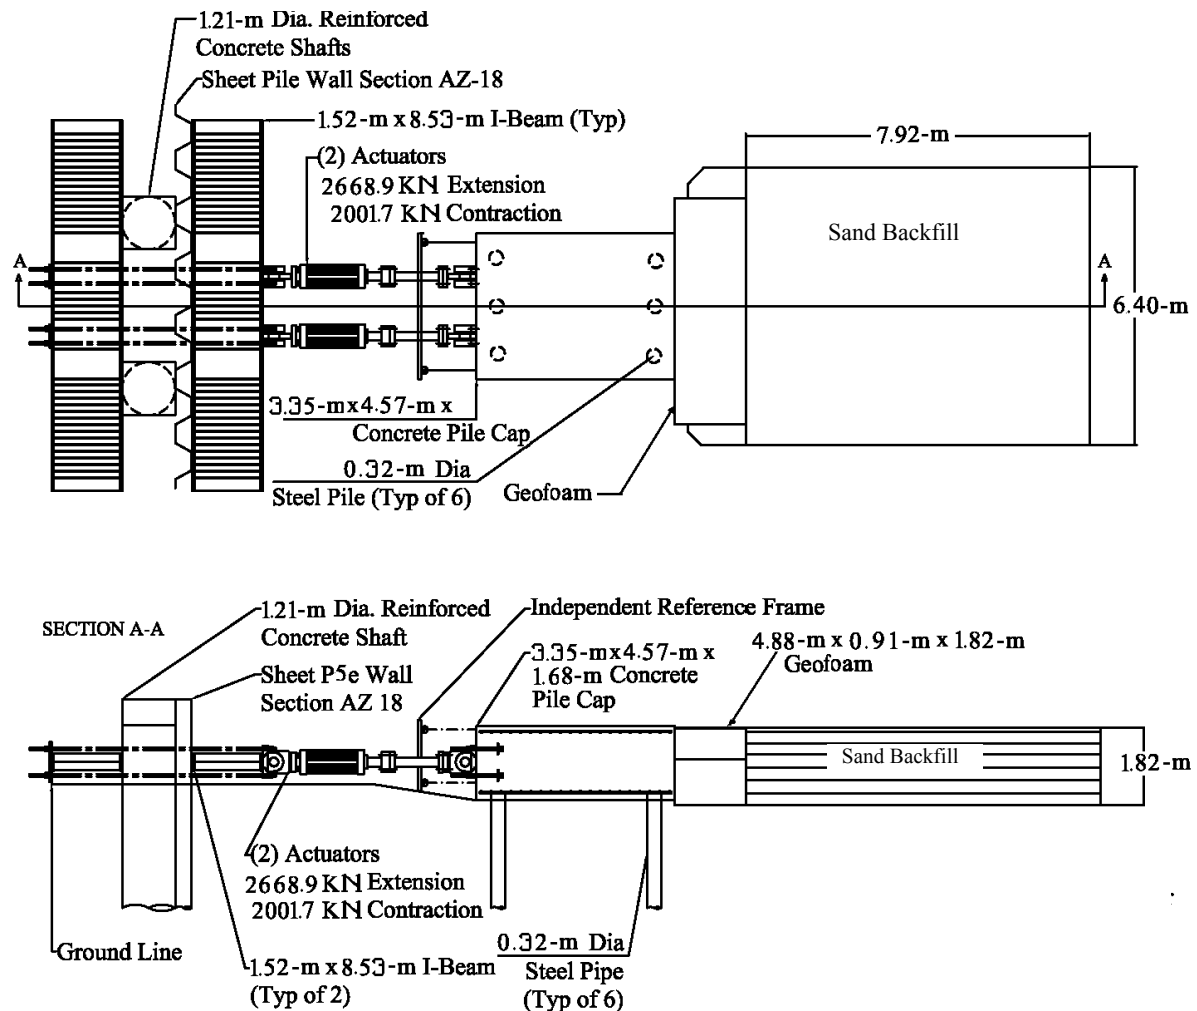 1.21-m Dia. Reinforced
Concrete Shafts
Sheet Pile Wall Section AZ-18
1.52-m x 8.53-m I-Beam (Typ)
(2) Actuators
2668.9 KN Extension
2001.7 KN Contraction
7.92-m
Sand Backfill
A
A
6.40-m
3.35-mx4.57-m x
Concrete Pile Cap
0.32-m Dia
Steel Pile (Typ of 6)
Geofoam
SECTION A-A
1.21-m Dia. Reinforced
Concrete Shaft
Sheet P5e Wall
Section AZ 18
Independent Reference Frame
3.35-mx4.57-m x
1.68-m Concrete
Pile Cap
4.88-m x 0.91-m x 1.82-m
Geofoam
Sand Backfill
1.82-m
(2) Actuators
2668.9 KN Extension
2001.7 KN Contraction
Ground Line
1.52-m x 8.53-m I-Beam
(Typ of 2)
0.32-m Dia
Steel Pipe
(Typ of 6)